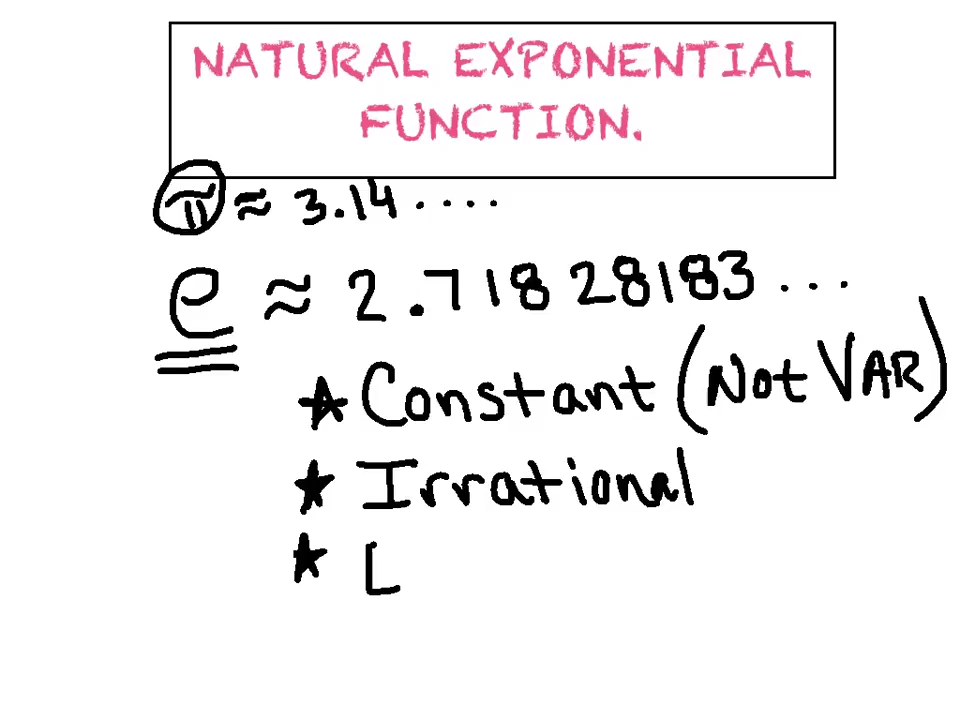 NATURAL EXPONENTIAL
FUNCTION.
π ≈ 3.14 ....
e ≈ 2.71828183...
★ Constant (Not VAR)
★ Irrational
★ [